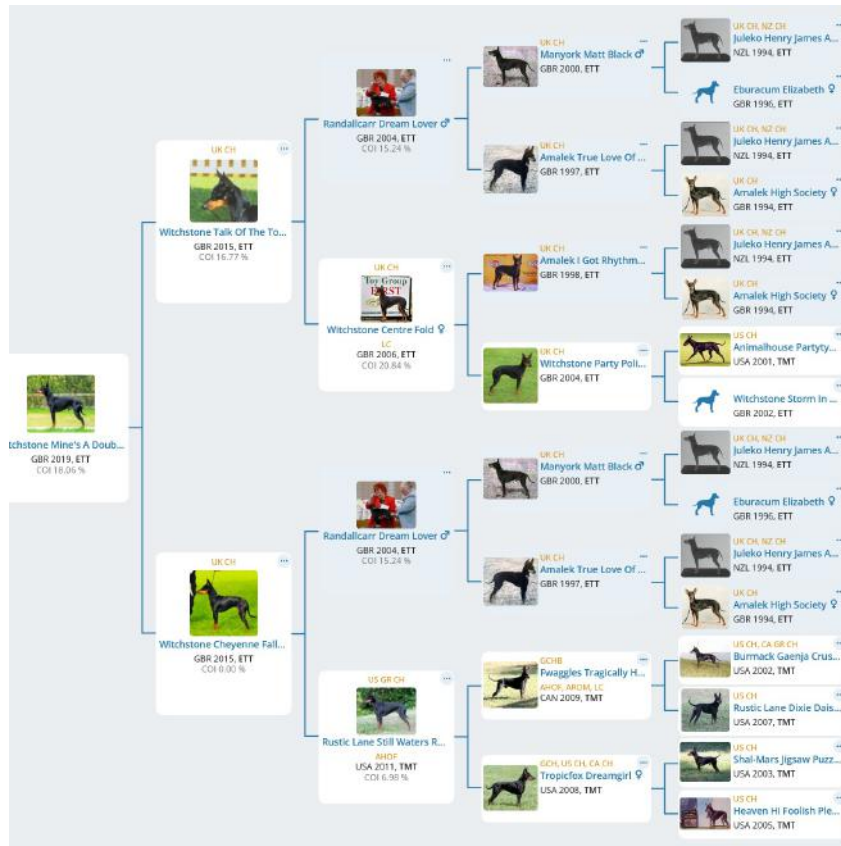 UK CH, NZ CH
Juleko Henry James A...
NZL 1994, ETT
UK CH
Manyork Matt Black ♂
GBR 2000, ETT
Eburacum Elizabeth ♀
GBR 1996, ETT
Randallcarr Dream Lover ♂
GBR 2004, ETT
COI 15.24 %
UK CH, NZ CH
Juleko Henry James A...
NZL 1994, ETT
UK CH
Amalek True Love Of ...
GBR 1997, ETT
UK CH
Amalek High Society ♀
GBR 1994, ETT
UK CH
Witchstone Talk Of The To...
GBR 2015, ETT
COI 16.77 %
UK CH, NZ CH
Juleko Henry James A...
NZL 1994, ETT
UK CH
Amalek I Got Rhythm...
GBR 1998, ETT
UK CH
Amalek High Society ♀
GBR 1994, ETT
UK CH
Toy Group
FIRST
Witchstone Centre Fold ♀
LC
GBR 2006, ETT
COI 20.84 %
US CH
Animalhouse Partyty...
USA 2001, TMT
UK CH
Witchstone Party Poli...
GBR 2004, ETT
Witchstone Storm In ...
GBR 2002, ETT
tchstone Mine's A Doub...
GBR 2019, ETT
COI 18.06 %
UK CH, NZ CH
Juleko Henry James A...
NZL 1994, ETT
UK CH
Manyork Matt Black ♂
GBR 2000, ETT
Eburacum Elizabeth ♀
GBR 1996, ETT
Randallcarr Dream Lover ♂
GBR 2004, ETT
COI 15.24 %
UK CH, NZ CH
Juleko Henry James A...
NZL 1994, ETT
UK CH
Amalek True Love Of ...
GBR 1997, ETT
UK CH
Amalek High Society ♀
GBR 1994, ETT
UK CH
Witchstone Cheyenne Fall...
GBR 2015, ETT
COI 0.00 %
US CH, CA GR CH
Burmack Gaenja Crus...
USA 2002, TMT
GCHB
Fwaggles Tragically H...
AHOF, AROM, LC
CAN 2009, TMT
US CH
Rustic Lane Dixie Dais...
USA 2007, TMT
US GR CH
Rustic Lane Still Waters R...
AHOF
USA 2011, TMT
COI 6.98 %
US CH
Shal-Mars Jigsaw Puzz...
USA 2003, TMT
GCH, US CH, CA CH
Tropicfox Dreamgirl ♀
USA 2008, TMT
US CH
Heaven Hi Foolish Ple...
USA 2005, TMT